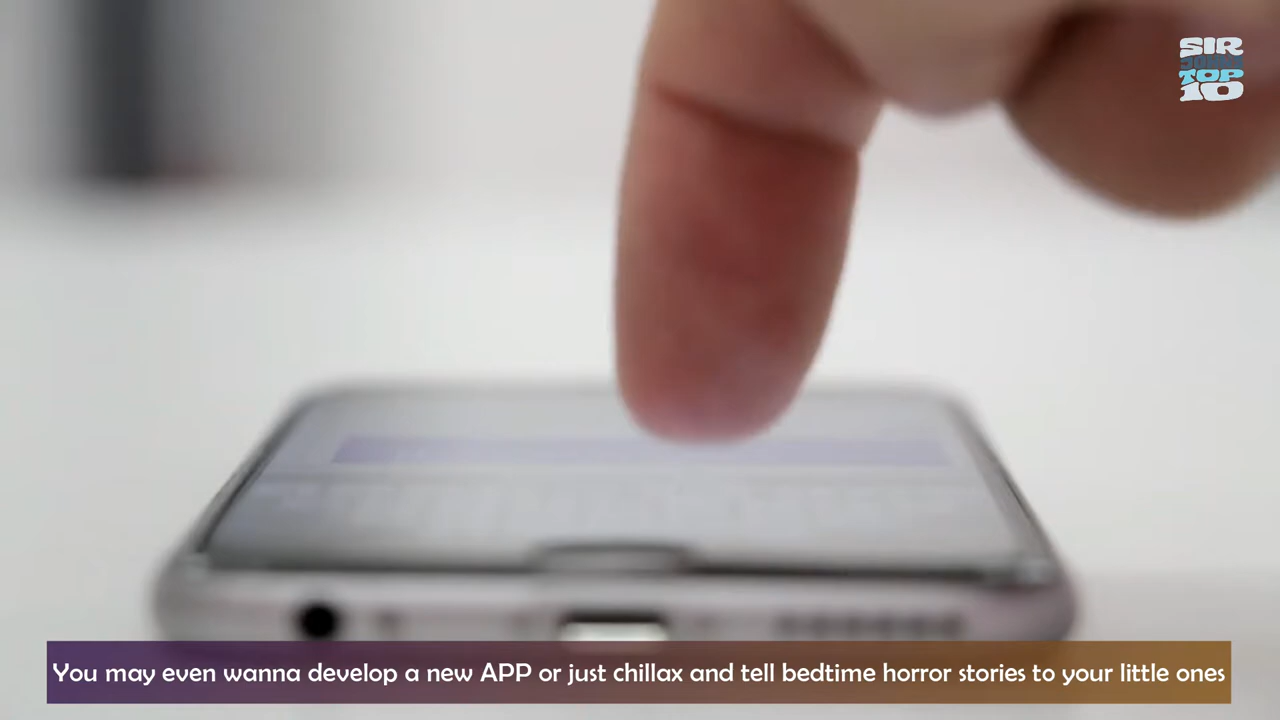 SIR
TOP
10
You may even wanna develop a new APP or just chillax and tell bedtime horror stories to your little ones